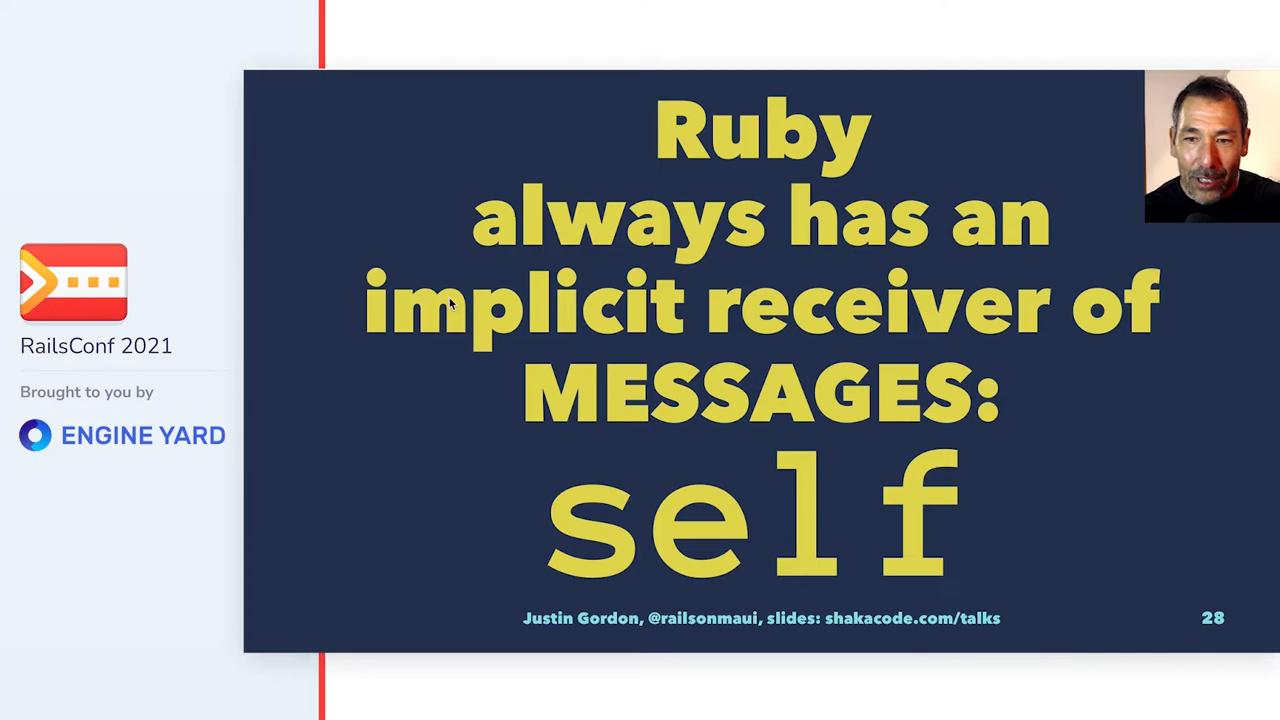 RailsConf 2021
Brought to you by
ENGINE YARD
Ruby
always has an
implicit receiver of
MESSAGES:
self
Justin Gordon, @railsonmaui, slides: shakacode.com/talks
28